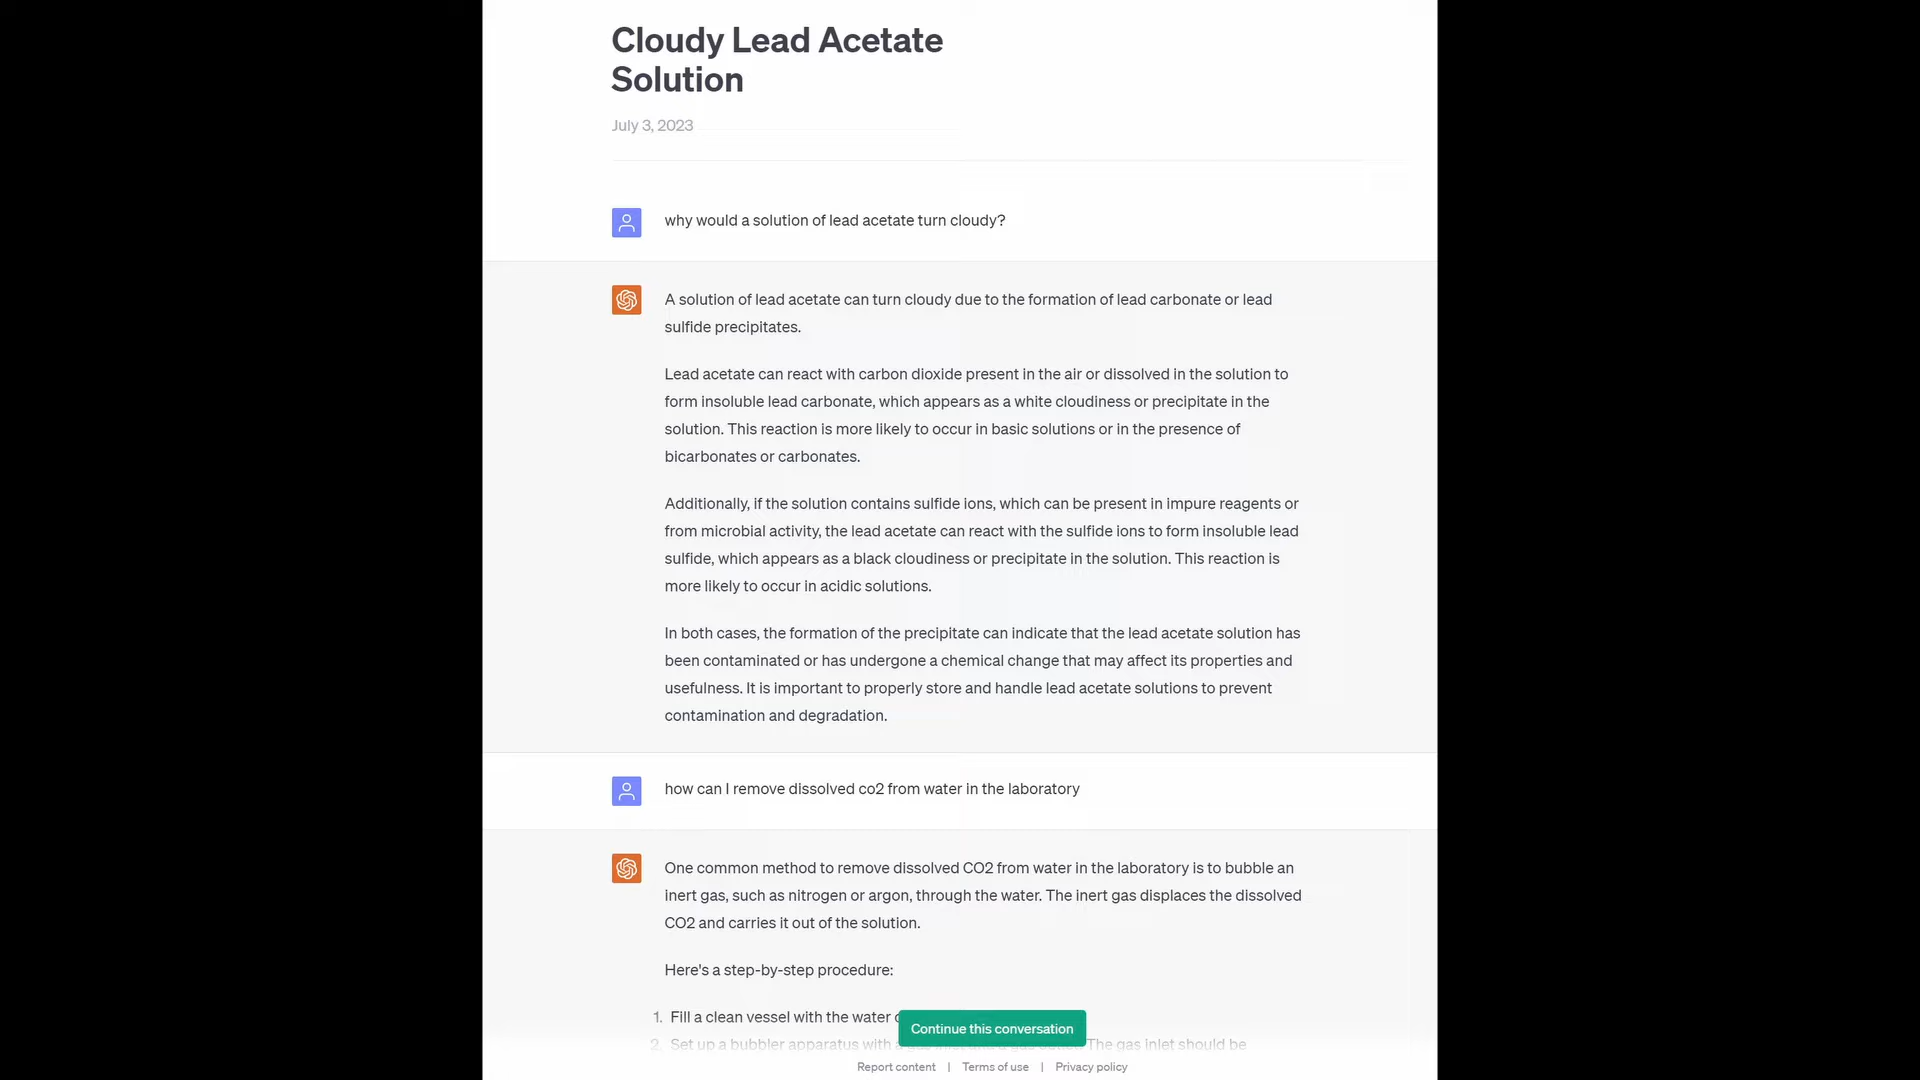 Cloudy Lead Acetate
Solution
July 3, 2023
why would a solution of lead acetate turn cloudy?
A solution of lead acetate can turn cloudy due to the formation of lead carbonate or lead
sulfide precipitates.
Lead acetate can react with carbon dioxide present in the air or dissolved in the solution to
form insoluble lead carbonate, which appears as a white cloudiness or precipitate in the
solution. This reaction is more likely to occur in basic solutions or in the presence of
bicarbonates or carbonates.
Additionally, if the solution contains sulfide ions, which can be present in impure reagents or
from microbial activity, the lead acetate can react with the sulfide ions to form insoluble lead
sulfide, which appears as a black cloudiness or precipitate in the solution. This reaction is
more likely to occur in acidic solutions.
In both cases, the formation of the precipitate can indicate that the lead acetate solution has
been contaminated or has undergone a chemical change that may affect its properties and
usefulness. It is important to properly store and handle lead acetate solutions to prevent
contamination and degradation.
how can I remove dissolved co2 from water in the laboratory
One common method to remove dissolved CO2 from water in the laboratory is to bubble an
inert gas, such as nitrogen or argon, through the water. The inert gas displaces the dissolved
CO2 and carries it out of the solution.
Here's a step-by-step procedure:
1. Fill a clean vessel with the water
Continue this conversation
2. Set up a bubbler apparatus with The gas inlet should be
Report content | Terms of use | Privacy policy